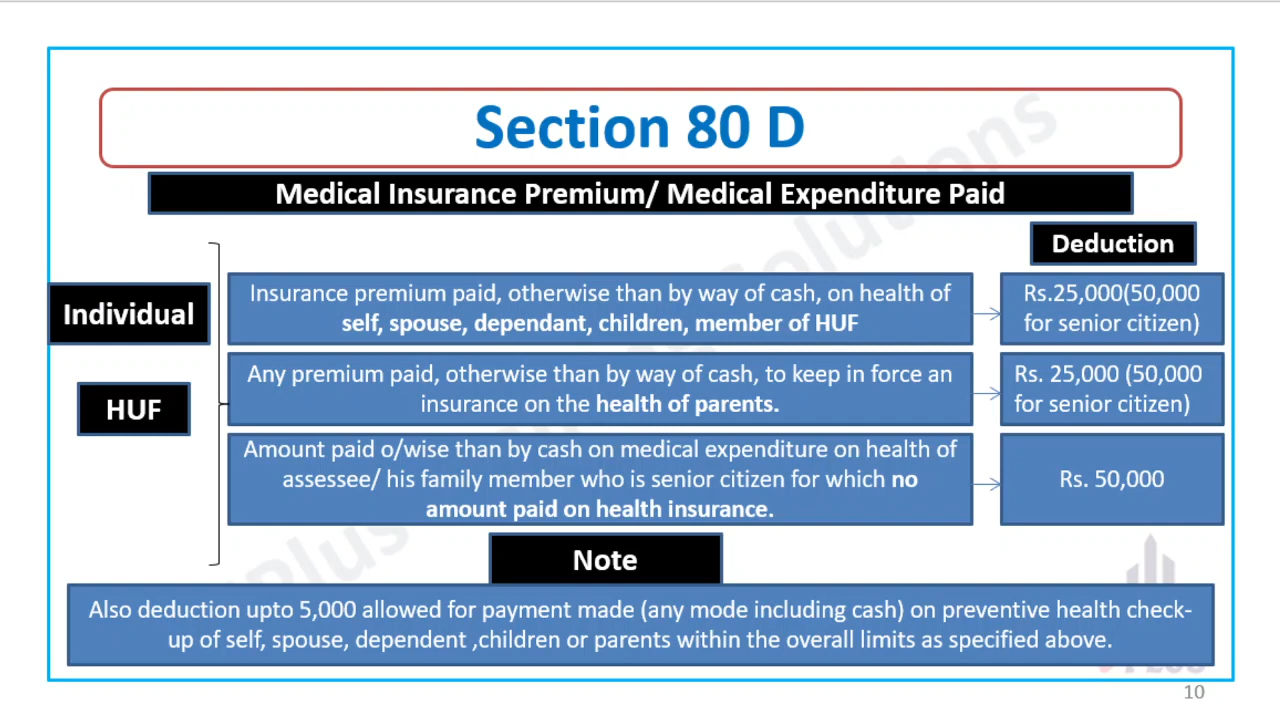 Section 80 D
Medical Insurance Premium/ Medical Expenditure Paid
Deduction
Individual
HUF
Insurance premium paid, otherwise than by way of cash, on health of
self, spouse, dependant, children, member of HUF
Rs.25,000(50,000
for senior citizen)
Any premium paid, otherwise than by way of cash, to keep in force an
insurance on the health of parents.
Rs. 25,000 (50,000
for senior citizen)
Amount paid o/wise than by cash on medical expenditure on health of
assessee/ his family member who is senior citizen for which no
amount paid on health insurance.
Rs. 50,000
Note
Also deduction upto 5,000 allowed for payment made (any mode including cash) on preventive health check-
up of self, spouse, dependent ,children or parents within the overall limits as specified above.
10